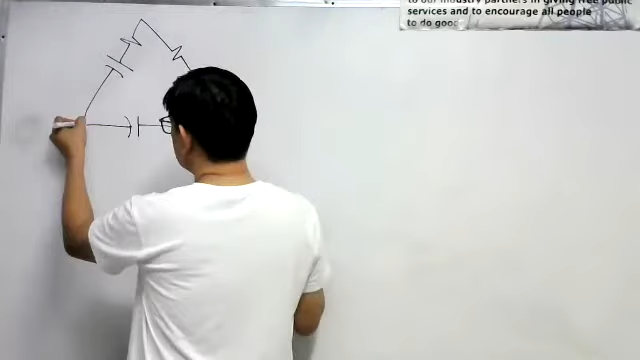 to our industry partners in giving free public
services and to encourage all people
to do good